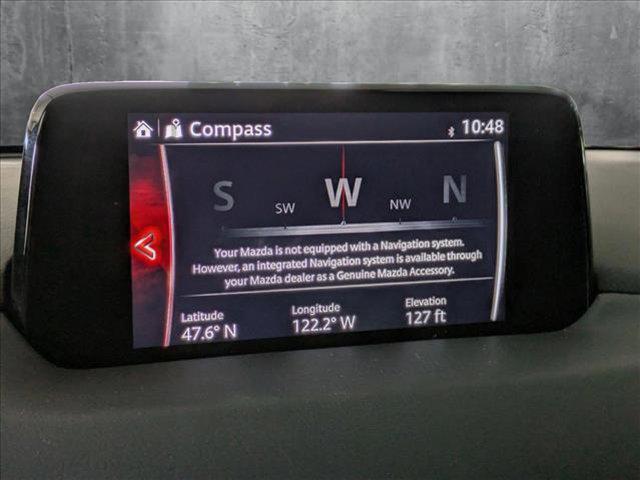 Compass
10:48
S SW W NW N
Your Mazda is not equipped with a Navigation system.
However, an integrated Navigation system is available through
your Mazda dealer as a Genuine Mazda Accessory.
Latitude Longitude Elevation
47.6° N 122.2° W 127 ft